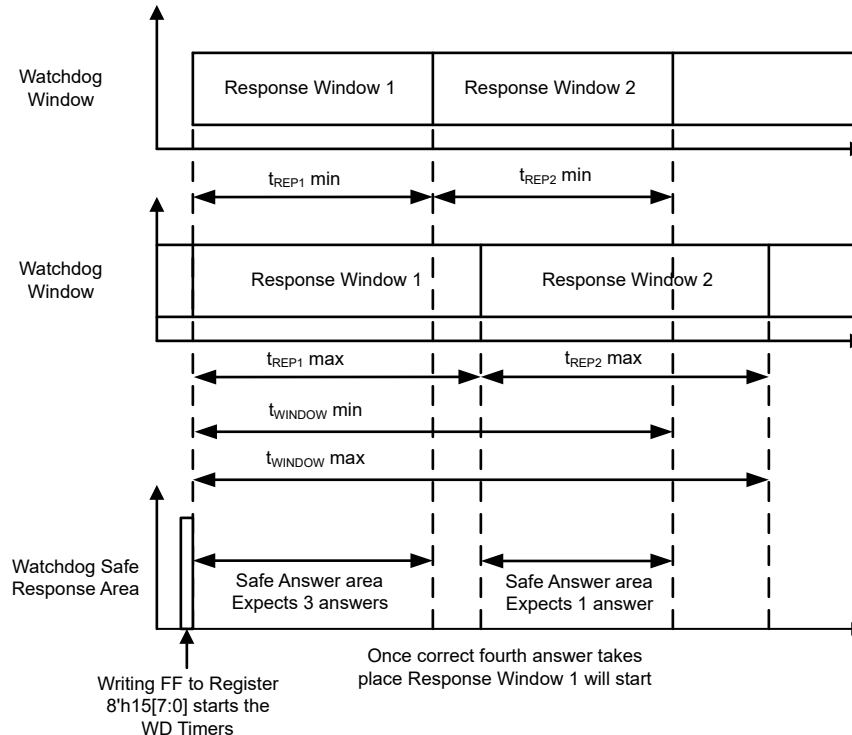 Watchdog
Window
Response Window 1
Response Window 2
tREP1 min
tREP2 min
Watchdog
Window
Response Window 1
Response Window 2
tREP1 max
tREP2 max
tWINDOW min
tWINDOW max
Watchdog Safe
Response Area
Safe Answer area
Expects 3 answers
Safe Answer area
Expects 1 answer
Writing FF to Register
8'h15[7:0] starts the
WD Timers
Once correct fourth answer takes
place Response Window 1 will start